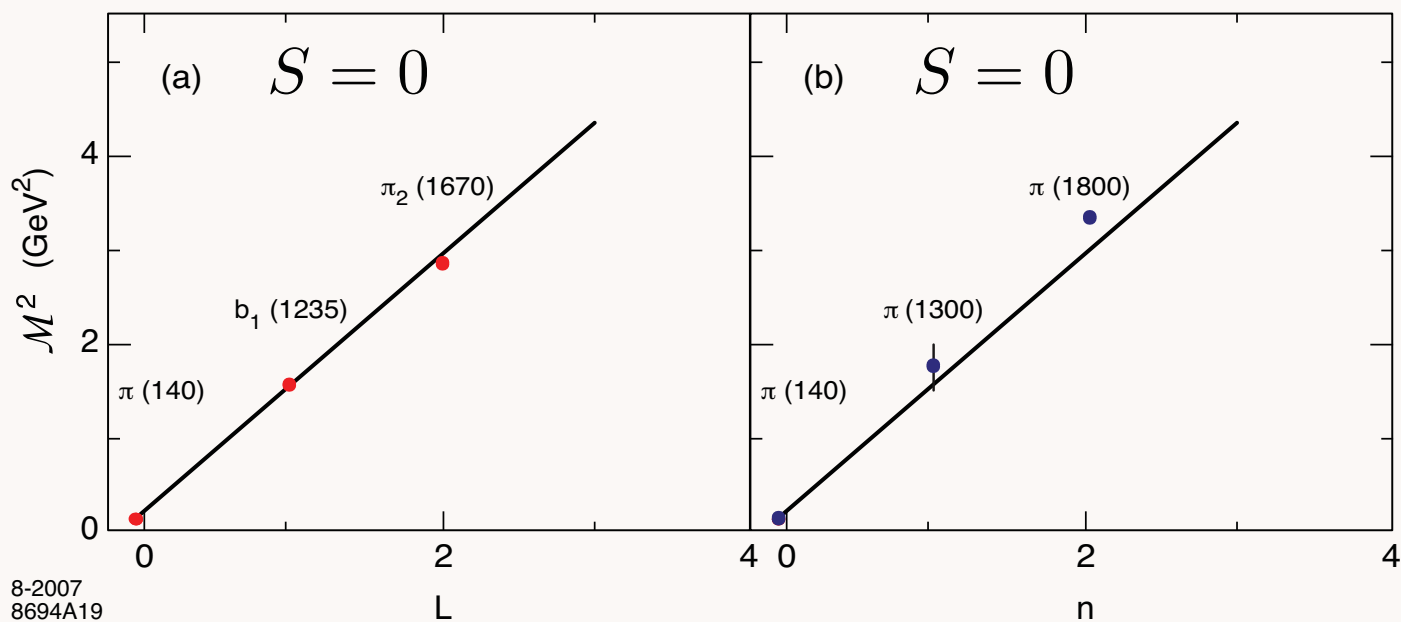 (a) S = 0
(b) S = 0
4
2
0
ℳ² (GeV²)
π₂ (1670)
b₁ (1235)
π (140)
π (1800)
π (1300)
π (140)
0 2 4
0 2 4
L
n
8-2007
8694A19